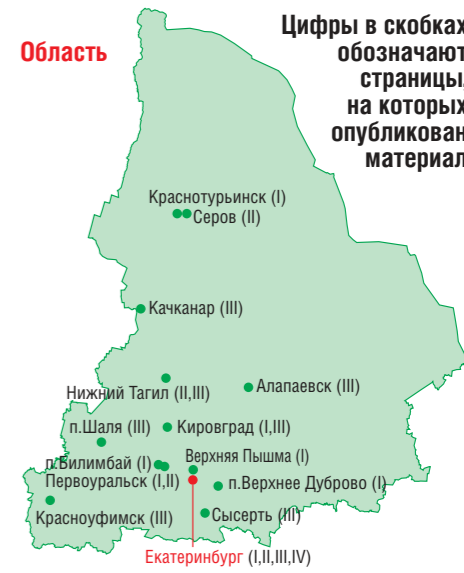 Область
Цифры в скобках
обозначают
страницы,
на которых
опубликован
материал
Краснотурьинск (I)
Серов (II)
Качканар (III)
Нижний Тагил (II,III)
Алапаевск (III)
п.Шаля (III)
Кировград (I,III)
п.Билимбай (I)
Верхняя Пышма (I)
Первоуральск (I,II)
п.Верхнее Дуброво (I)
Красноуфимск (III)
Сысерть (III)
Екатеринбург (I,II,III,IV)